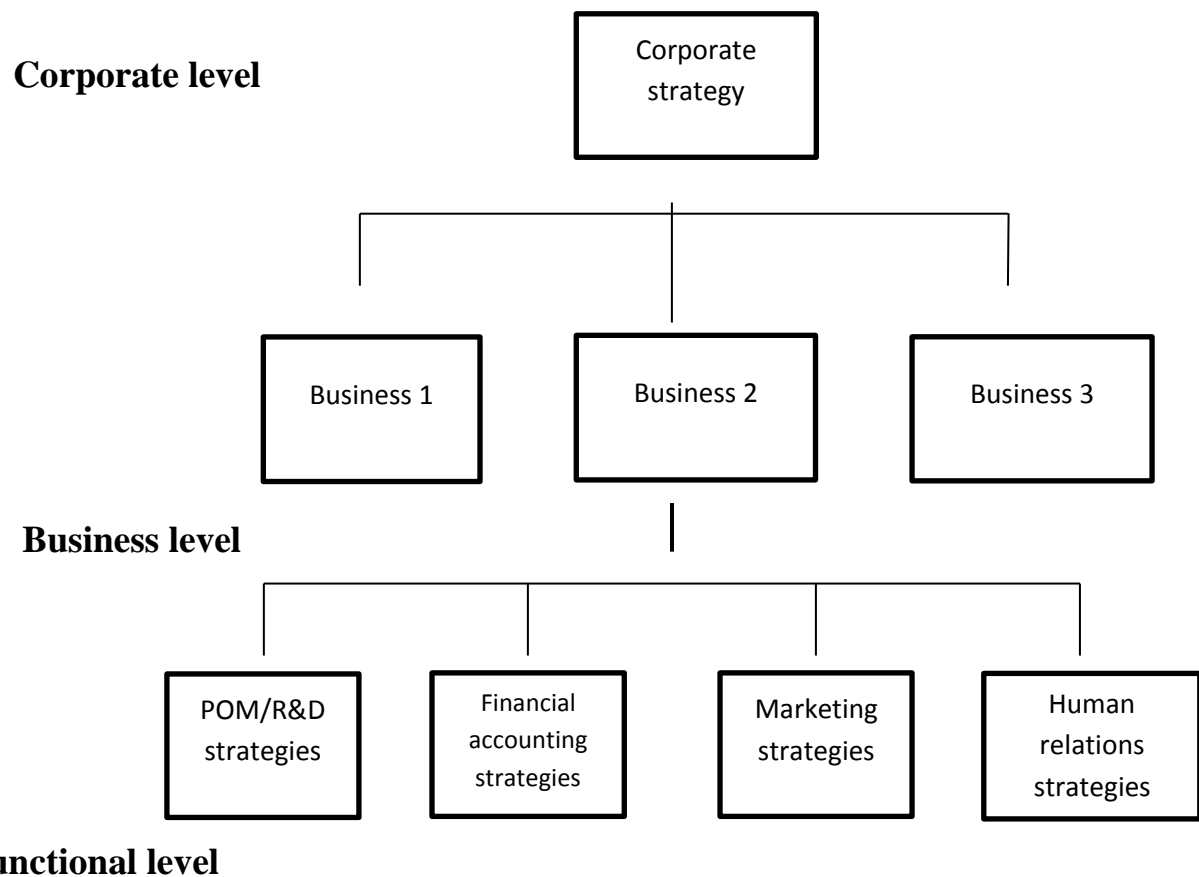 Corporate
strategy
Corporate level
Business 1
Business 2
Business 3
Business level
POM/R&D
strategies
Financial
accounting
strategies
Marketing
strategies
Human
relations
strategies
unctional level